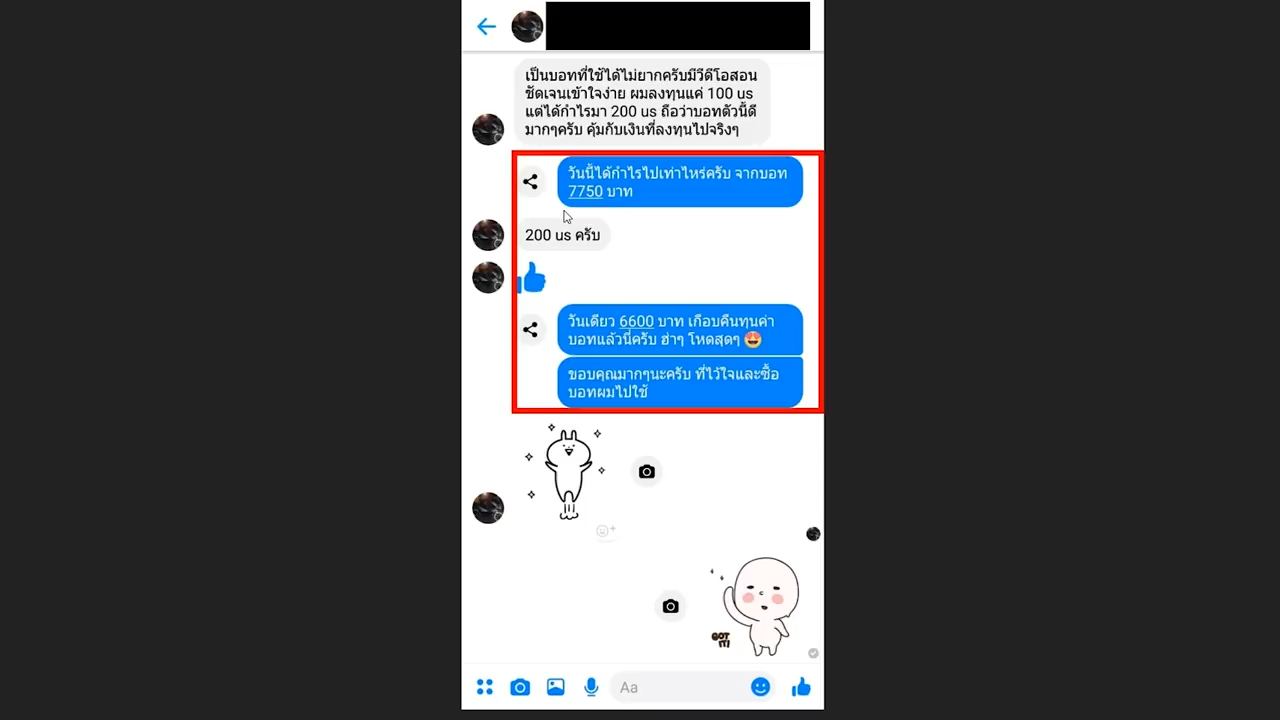 เป็นบอทที่ใช้ได้ไม่ยากครับมีวีดีโอสอน
ชัดเจนเข้าใจง่าย ผมลงทุนแค่ 100 us
แต่ได้กำไรมา 200 us ถือว่าบอทตัวนี้ดี
มากๆครับ คุ้มกับเงินที่ลงทุนไปจริงๆ
วันนี้ได้กำไรไปเท่าไหร่ครับ จากบอท
7750 บาท
200 us ครับ
วันเดียว 6600 บาท เกือบคืนทุนค่า
บอทแล้วนี่ครับ ฮ่าๆ โหดสุดๆ 🤩
ขอบคุณมากๆนะครับ ที่ไว้ใจและซื้อ
บอทผมไปใช้
GOT
IT!
Aa